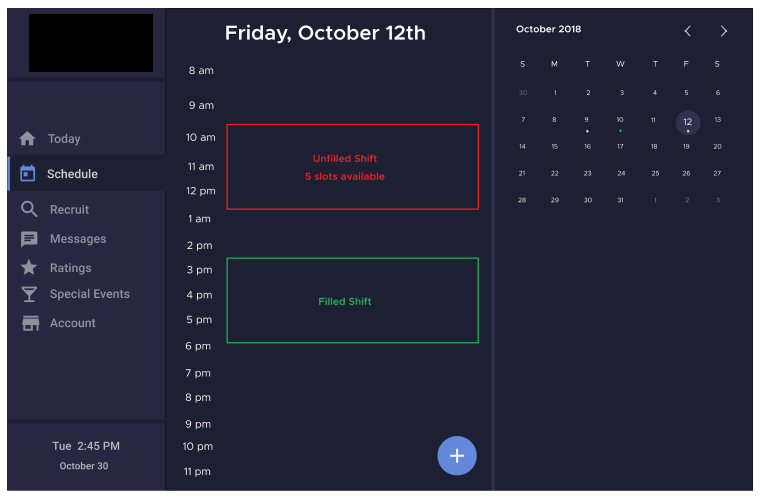 Today
Schedule
Recruit
Messages
Ratings
Special Events
Account
Tue 2:45 PM
October 30
Friday, October 12th
8 am
9 am
10 am
11 am
12 pm
1 am
2 pm
3 pm
4 pm
5 pm
6 pm
7 pm
8 pm
9 pm
10 pm
11 pm
Unfilled Shift
5 slots available
Filled Shift
+
October 2018
S M T W T F S
30 1 2 3 4 5 6
7 8 9 10 11 12 13
14 15 16 17 18 19 20
21 22 23 24 25 26 27
28 29 30 31 1 2 3